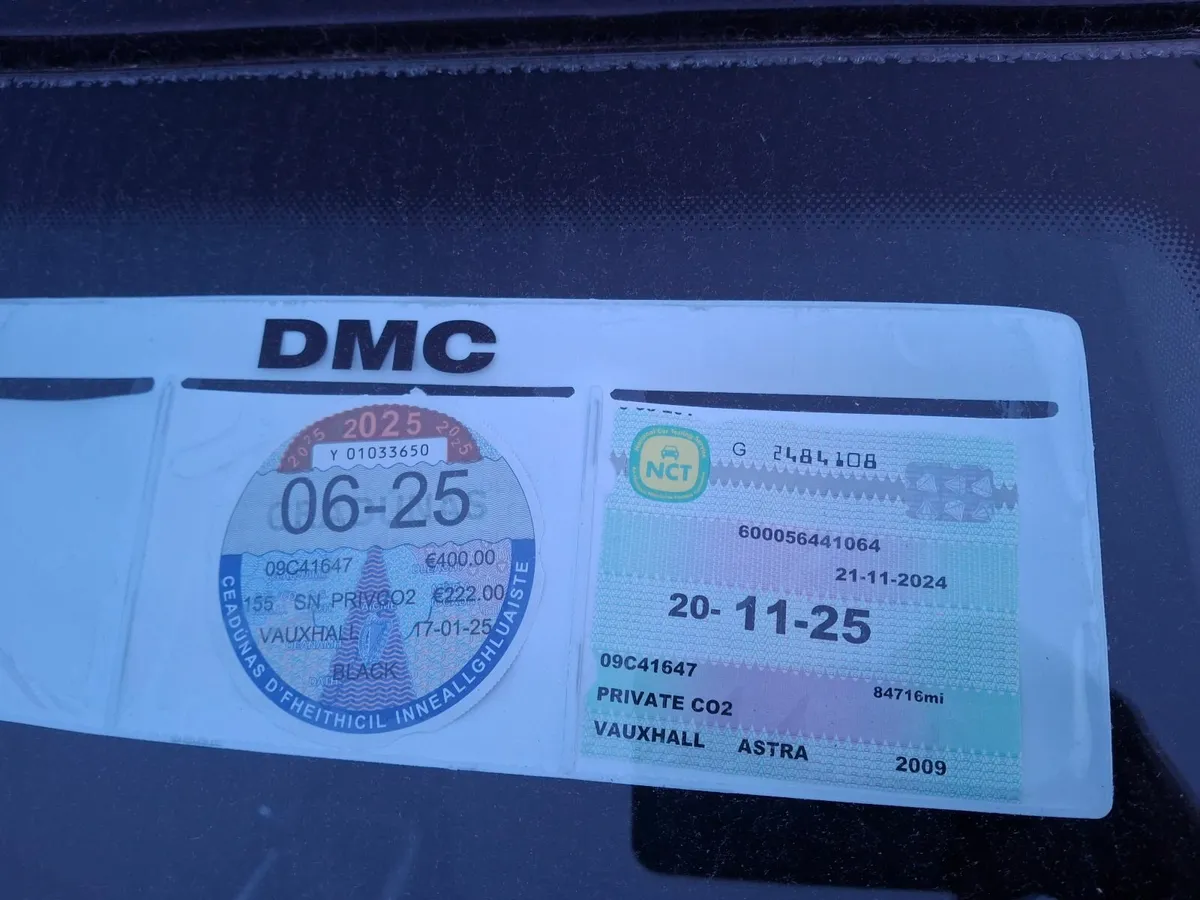 DMC
2025 2025 2025
Y 01033650
06-25
09C41647 €400.00
155 SN PRIVCO2 €222.00
VAUXHALL 17-01-25
BLACK
CEADÚNAS D'FHEITHICIL INNEALLGHLUAISTE
NCT
G 2484108
600056441064
21-11-2024
20-11-25
09C41647
84716mi
PRIVATE CO2
VAUXHALL ASTRA
2009